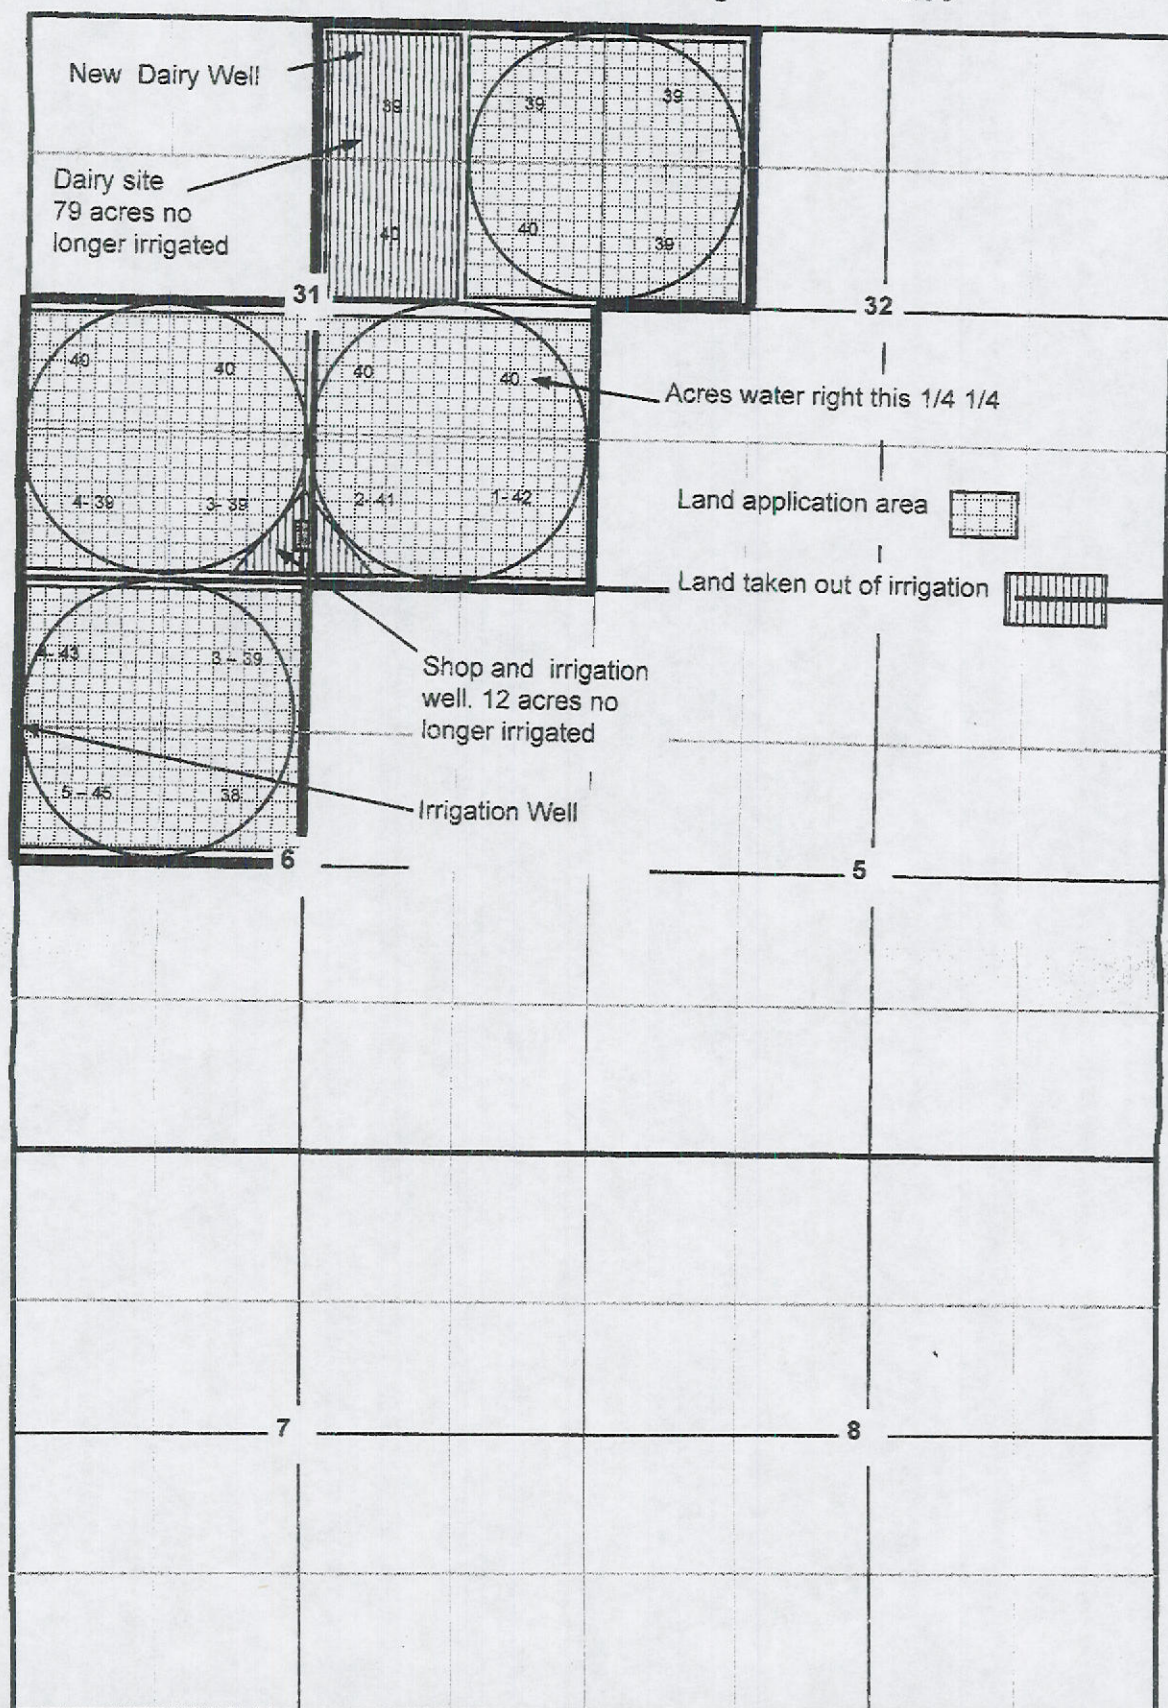 New Dairy Well
39
39
39
Dairy site
79 acres no
longer irrigated
40
40
39
31
32
40
40
40
40
Acres water right this 1/4 1/4
4- 39
3- 39
2- 41
1- 42
Land application area
Land taken out of irrigation
4- 43
3 – 39
Shop and irrigation
well. 12 acres no
longer irrigated
5 – 45
38
Irrigation Well
6
5
7
8